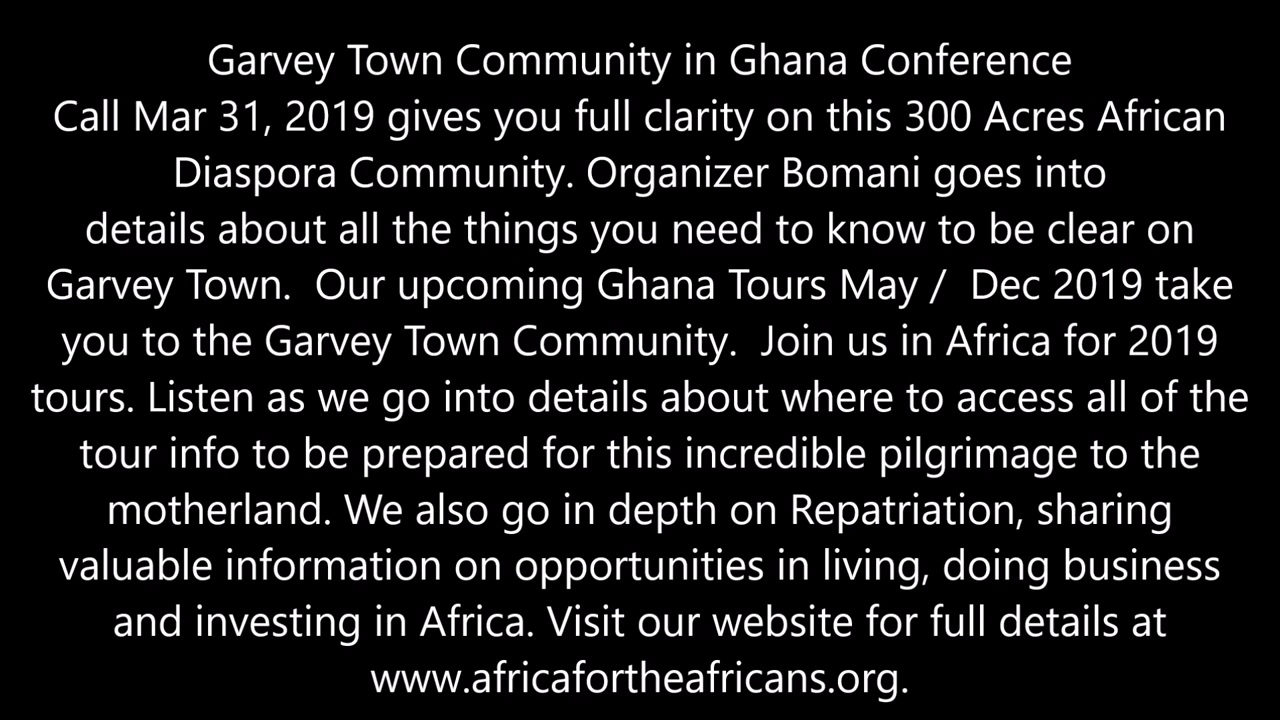 Garvey Town Community in Ghana Conference
Call Mar 31, 2019 gives you full clarity on this 300 Acres African
Diaspora Community. Organizer Bomani goes into
details about all the things you need to know to be clear on
Garvey Town.  Our upcoming Ghana Tours May /  Dec 2019 take
you to the Garvey Town Community.  Join us in Africa for 2019
tours. Listen as we go into details about where to access all of the
tour info to be prepared for this incredible pilgrimage to the
motherland. We also go in depth on Repatriation, sharing
valuable information on opportunities in living, doing business
and investing in Africa. Visit our website for full details at
www.africafortheafricans.org.